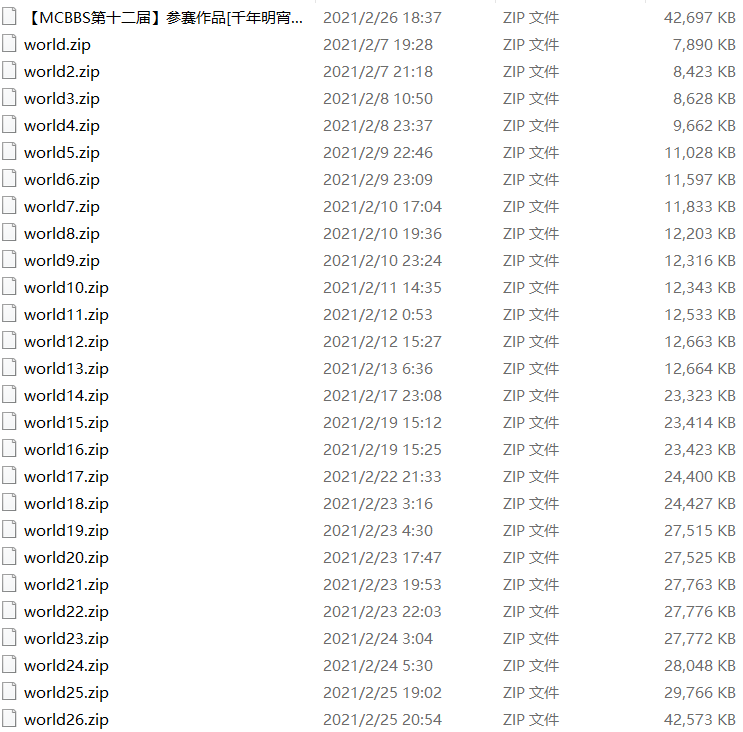 【MCBBS第十二届】参赛作品[千年明宵... 2021/2/26 18:37 ZIP 文件 42,697 KB
world.zip 2021/2/7 19:28 ZIP 文件 7,890 KB
world2.zip 2021/2/7 21:18 ZIP 文件 8,423 KB
world3.zip 2021/2/8 10:50 ZIP 文件 8,628 KB
world4.zip 2021/2/8 23:37 ZIP 文件 9,662 KB
world5.zip 2021/2/9 22:46 ZIP 文件 11,028 KB
world6.zip 2021/2/9 23:09 ZIP 文件 11,597 KB
world7.zip 2021/2/10 17:04 ZIP 文件 11,833 KB
world8.zip 2021/2/10 19:36 ZIP 文件 12,203 KB
world9.zip 2021/2/10 23:24 ZIP 文件 12,316 KB
world10.zip 2021/2/11 14:35 ZIP 文件 12,343 KB
world11.zip 2021/2/12 0:53 ZIP 文件 12,533 KB
world12.zip 2021/2/12 15:27 ZIP 文件 12,663 KB
world13.zip 2021/2/13 6:36 ZIP 文件 12,664 KB
world14.zip 2021/2/17 23:08 ZIP 文件 23,323 KB
world15.zip 2021/2/19 15:12 ZIP 文件 23,414 KB
world16.zip 2021/2/19 15:25 ZIP 文件 23,423 KB
world17.zip 2021/2/22 21:33 ZIP 文件 24,400 KB
world18.zip 2021/2/23 3:16 ZIP 文件 24,427 KB
world19.zip 2021/2/23 4:30 ZIP 文件 27,515 KB
world20.zip 2021/2/23 17:47 ZIP 文件 27,525 KB
world21.zip 2021/2/23 19:53 ZIP 文件 27,763 KB
world22.zip 2021/2/23 22:03 ZIP 文件 27,776 KB
world23.zip 2021/2/24 3:04 ZIP 文件 27,772 KB
world24.zip 2021/2/24 5:30 ZIP 文件 28,048 KB
world25.zip 2021/2/25 19:02 ZIP 文件 29,766 KB
world26.zip 2021/2/25 20:54 ZIP 文件 42,573 KB